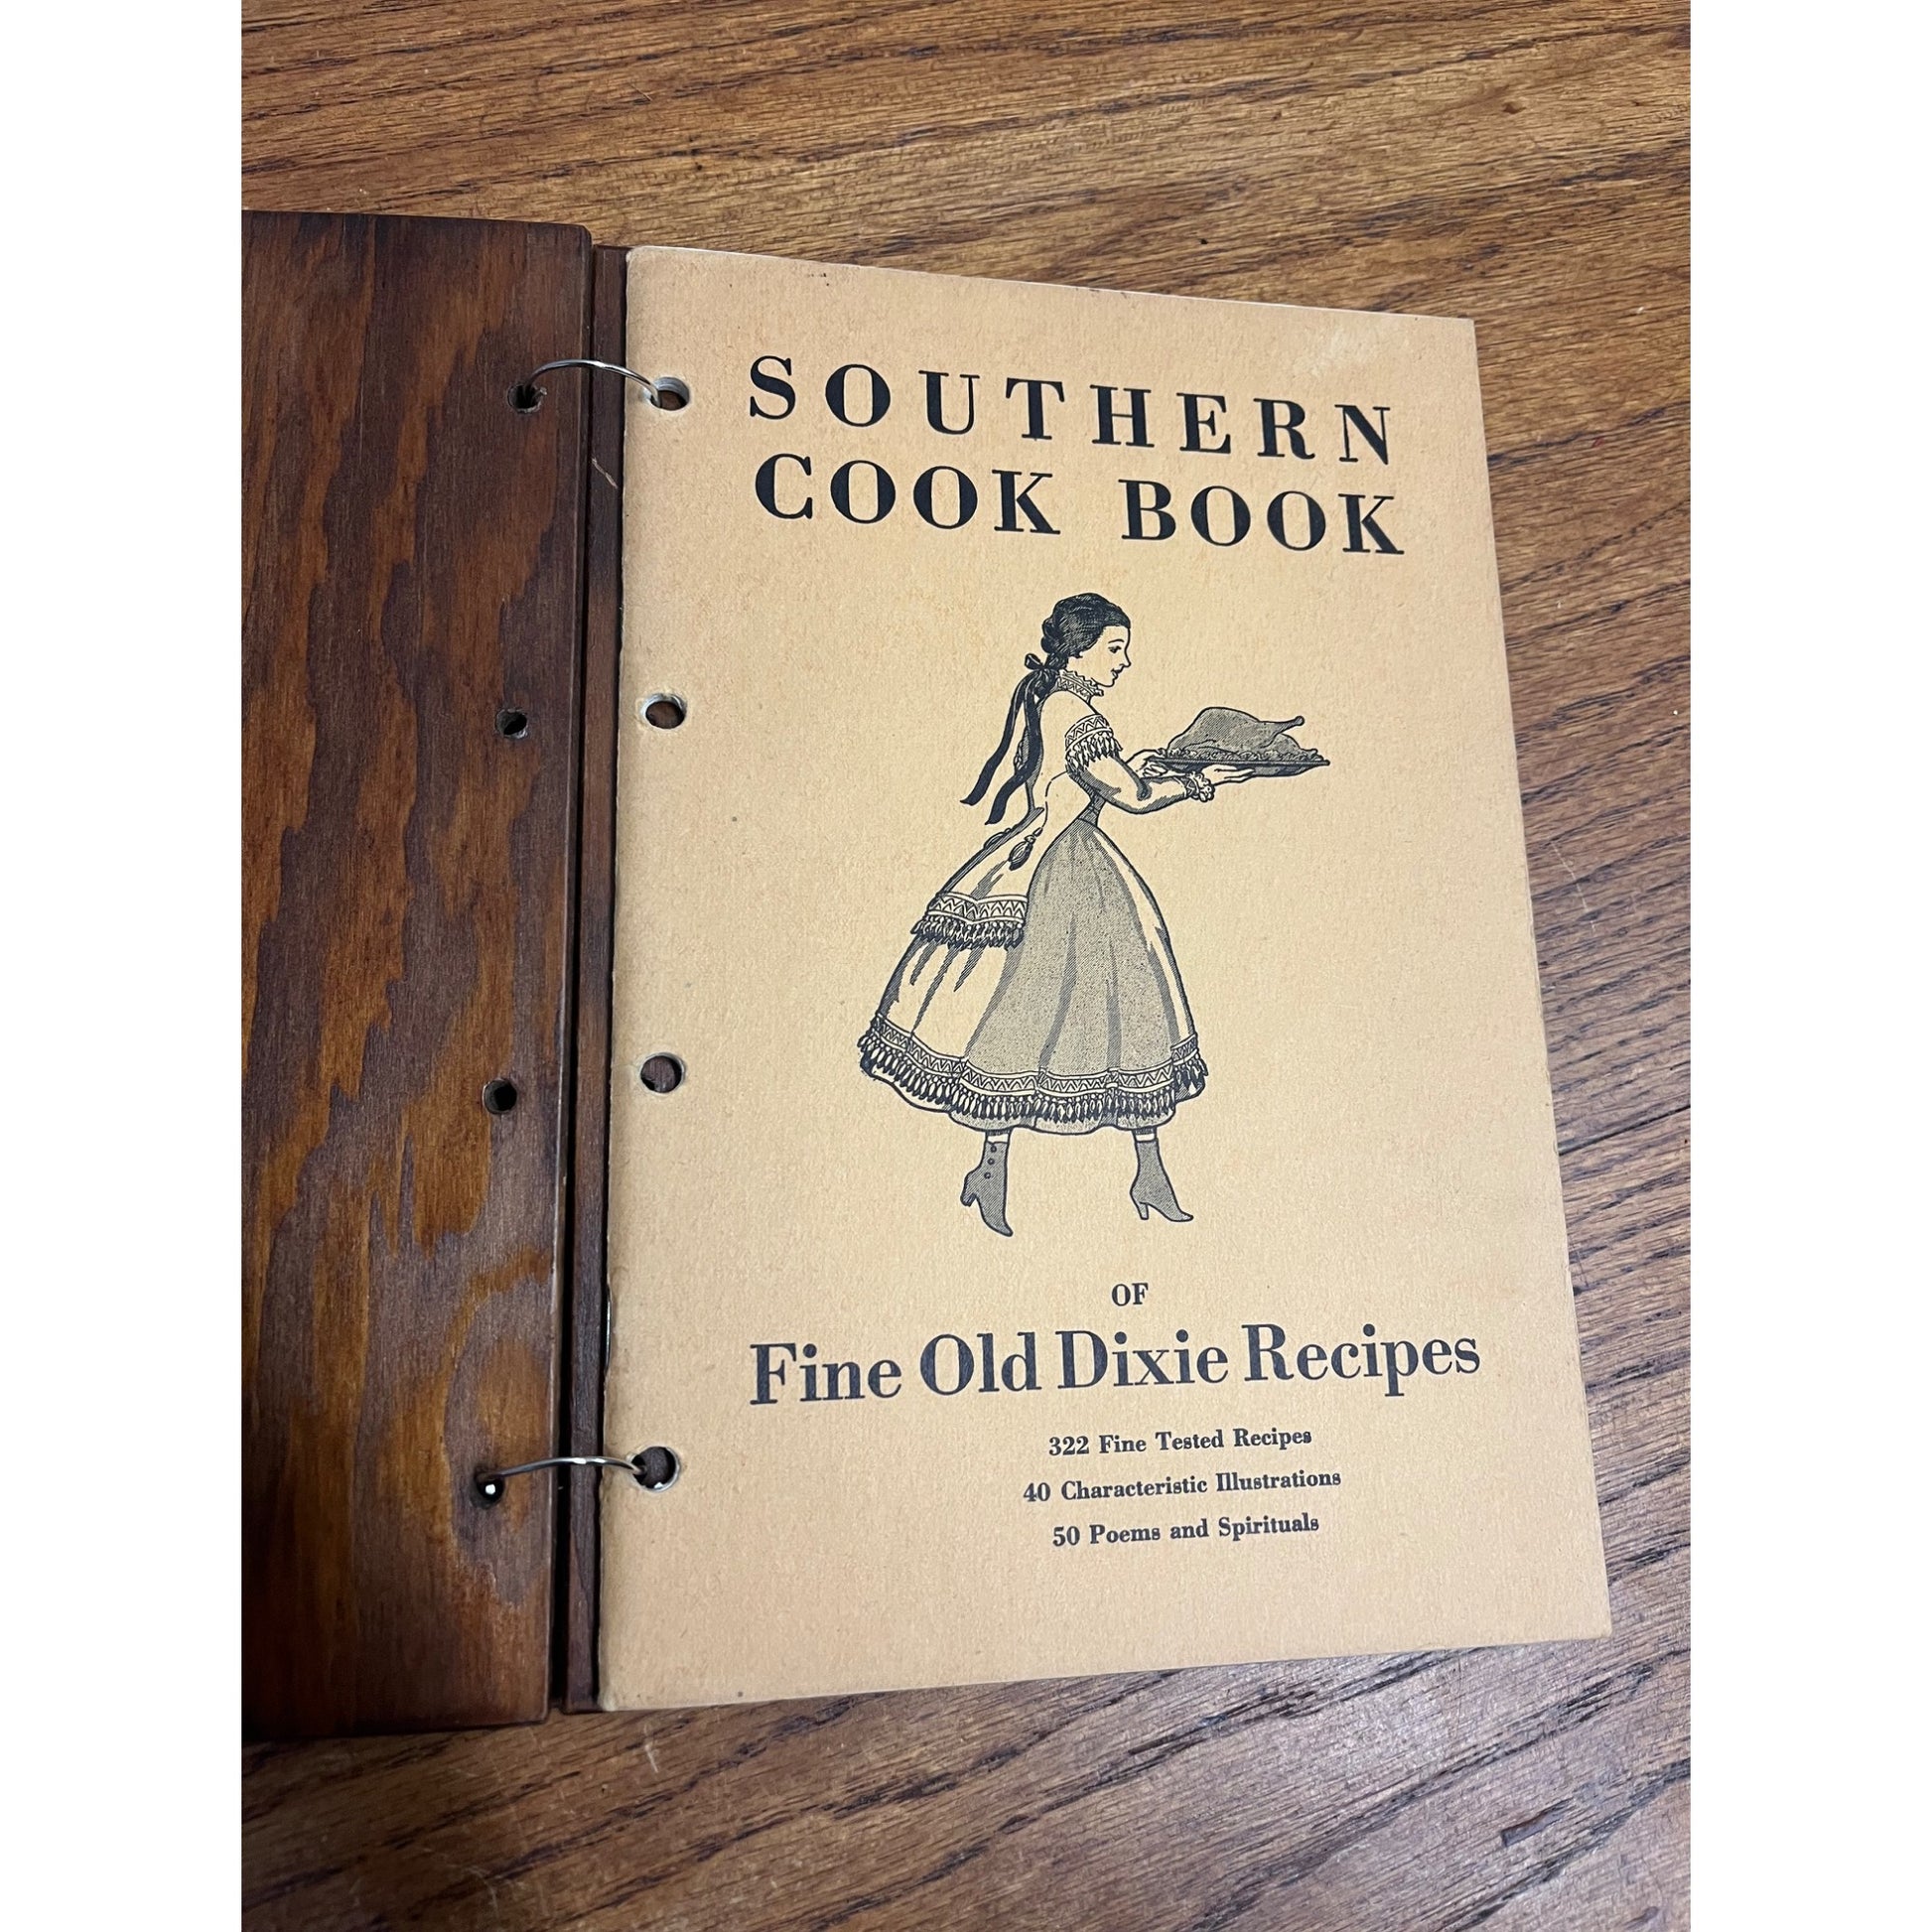 SOUTHERN
COOK BOOK
OF
Fine Old Dixie Recipes
322 Fine Tested Recipes
40 Characteristic Illustrations
50 Poems and Spirituals